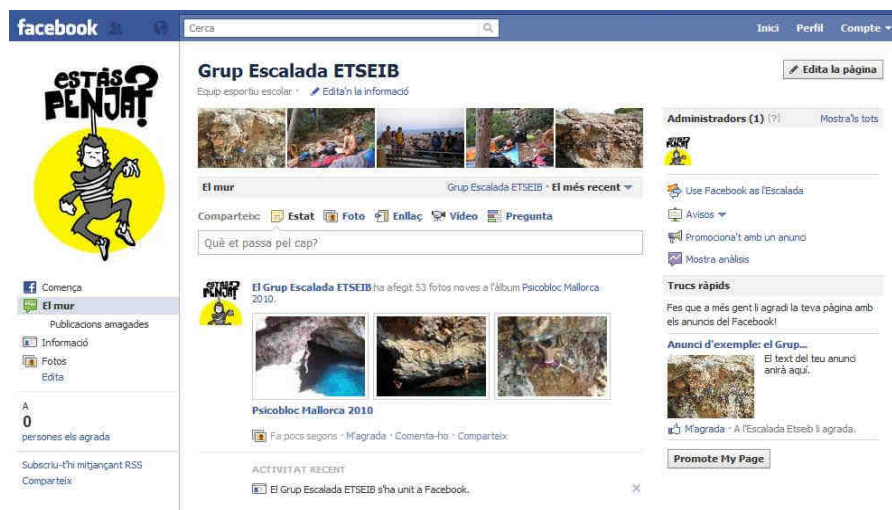 facebook
Cerca
Inici Perfil Compte
ESTÁS
PENJAT?
Començа
El mur
Publicacions amagades
Informació
Fotos
Edita
A
0
persones els agrada
Subscriu-t'hi mitjançant RSS
Comparteix
Grup Escalada ETSEIB
Equip esportiu escolar · Edita'n la informació
El mur
Grup Escalada ETSEIB · El més recent
Comparteix: Estat Foto Enllaç Vídeo Pregunta
Què et passa pel cap?
ESTÁS
PENJAT?
El Grup Escalada ETSEIB ha afegit 53 fotos noves a l'àlbum Psicobloc Mallorca
2010.
Psicobloc Mallorca 2010
Fa pocs segons · M'agrada · Comenta-ho · Comparteix
ACTIVITAT RECENT
El Grup Escalada ETSEIB s'ha unit a Facebook.
Edita la pàgina
Administradors (1) [?] Mostra'ls tots
Use Facebook as l'Escalada
Avisos
Promociona't amb un anunci
Mostra anàlisis
Trucs ràpids
Fes que a més gent li agradi la teva pàgina amb
els anuncis del Facebook!
Anunci d'exemple: el Grup...
El text del teu anunci
anirà aquí.
M'agrada · A l'Escalada Etseib li agrada.
Promote My Page